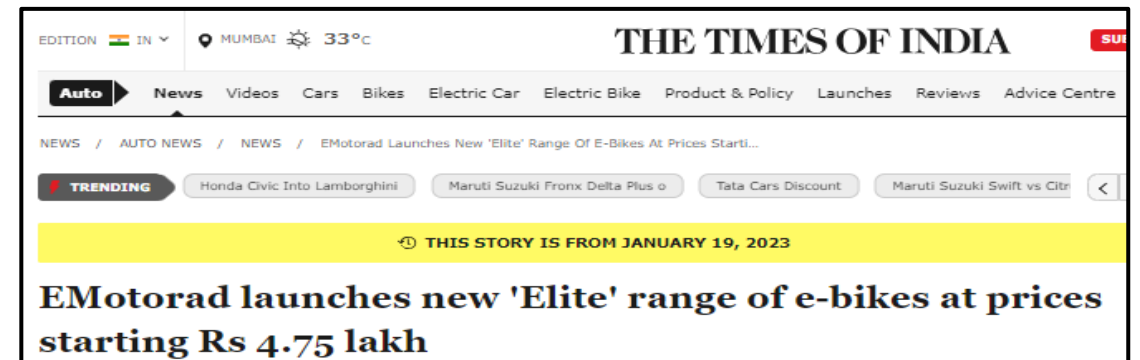 EDITION IN MUMBAI 33°C THE TIMES OF INDIA
Auto News Videos Cars Bikes Electric Car Electric Bike Product & Policy Launches Reviews Advice Centre
NEWS / AUTO NEWS / NEWS / EMotorad Launches New 'Elite' Range Of E-Bikes At Prices Starti...
TRENDING Honda Civic Into Lamborghini Maruti Suzuki Fronx Delta Plus o Tata Cars Discount Maruti Suzuki Swift vs Citr
THIS STORY IS FROM JANUARY 19, 2023
EMotorad launches new 'Elite' range of e-bikes at prices
starting Rs 4.75 lakh